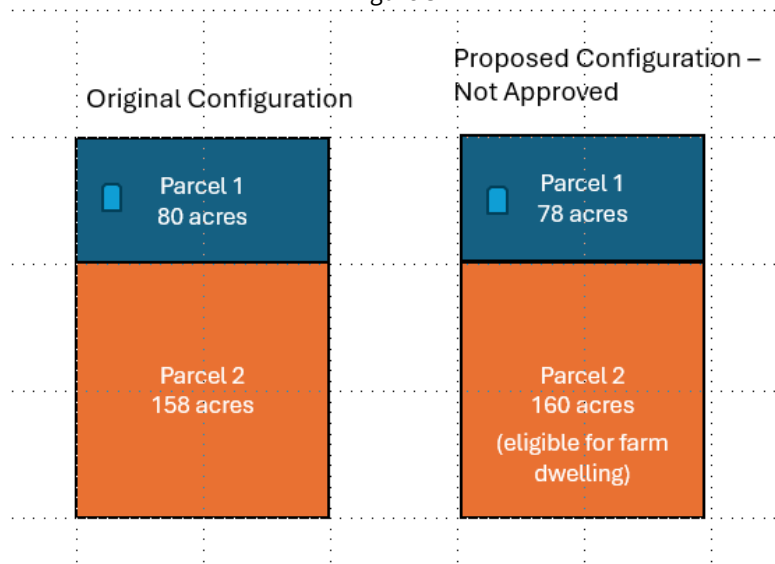 Original Configuration
Proposed Configuration –
Not Approved
Parcel 1
80 acres
Parcel 2
158 acres
Parcel 1
78 acres
Parcel 2
160 acres
(eligible for farm
dwelling)